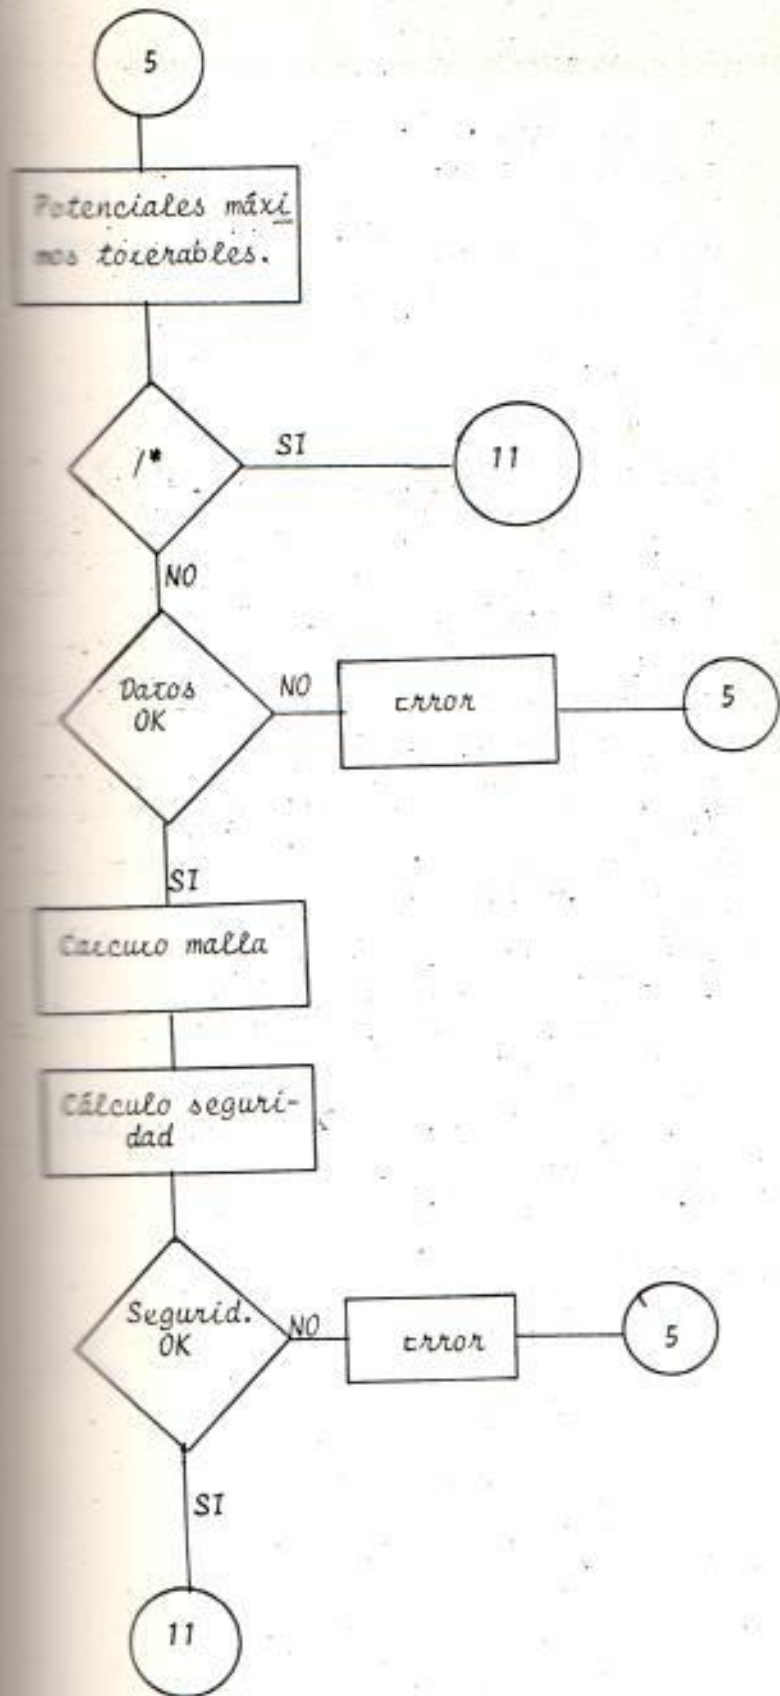 5
Potenciales máxi
mos tolerables.
/*
SI
11
NO
Datos
OK
NO
Error
5
SI
Cálculo malla
Cálculo seguri-
dad
Segurid.
OK
NO
Error
5
SI
11